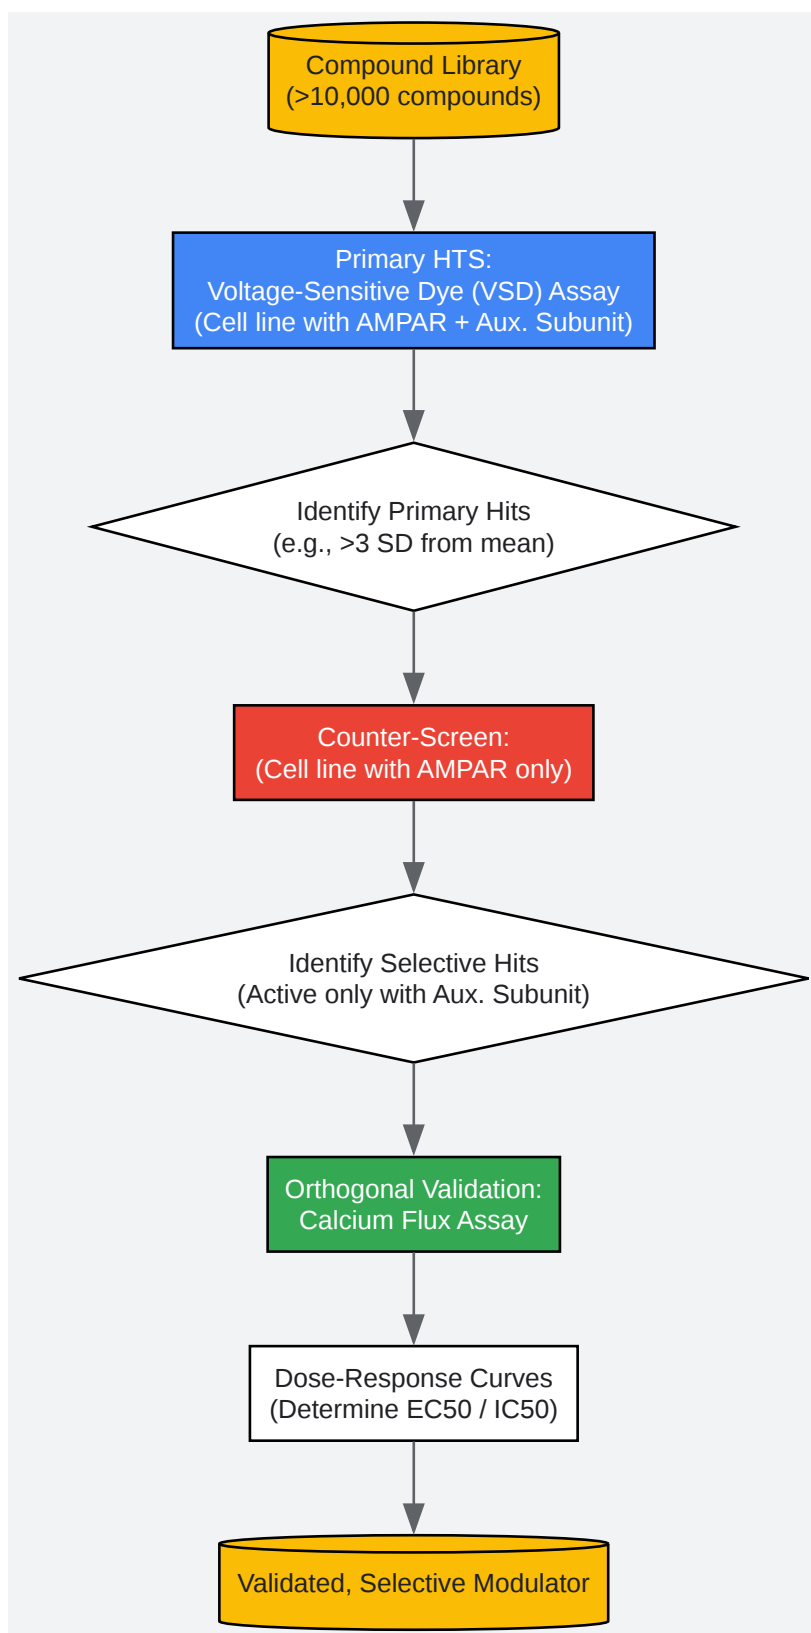 Compound Library
(>10,000 compounds)
Primary HTS:
Voltage-Sensitive Dye (VSD) Assay
(Cell line with AMPAR + Aux. Subunit)
Identify Primary Hits
(e.g., >3 SD from mean)
Counter-Screen:
(Cell line with AMPAR only)
Identify Selective Hits
(Active only with Aux. Subunit)
Orthogonal Validation:
Calcium Flux Assay
Dose-Response Curves
(Determine EC50 / IC50)
Validated, Selective Modulator